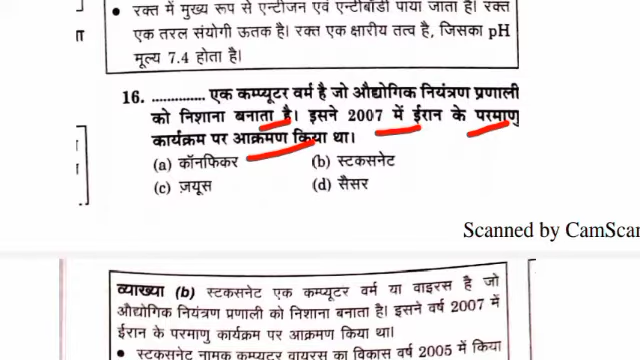 • रक्त में मुख्य रूप से एन्टीजन एवं एन्टीबॉडी पाया जाता है। रक्त
एक तरल संयोगी ऊतक है। रक्त एक क्षारीय तत्व है, जिसका pH
मूल्य 7.4 होता है।
16. .............. एक कम्प्यूटर वर्म है जो औद्योगिक नियंत्रण प्रणाली
को निशाना बनाता है। इसने 2007 में ईरान के परमाणु
कार्यक्रम पर आक्रमण किया था।
(a) कॉनफिकर (b) स्टकसनेट
(c) ज़यूस (d) सैसर
Scanned by CamScan
व्याख्या (b) स्टकसनेट एक कम्प्यूटर वर्म या वाइरस है जो
औद्योगिक नियंत्रण प्रणाली को निशाना बनाता है। इसने वर्ष 2007 में
ईरान के परमाणु कार्यक्रम पर आक्रमण किया था।
• स्टकसनेट नामक कम्प्यूटर वायरस का विकास वर्ष 2005 में किया